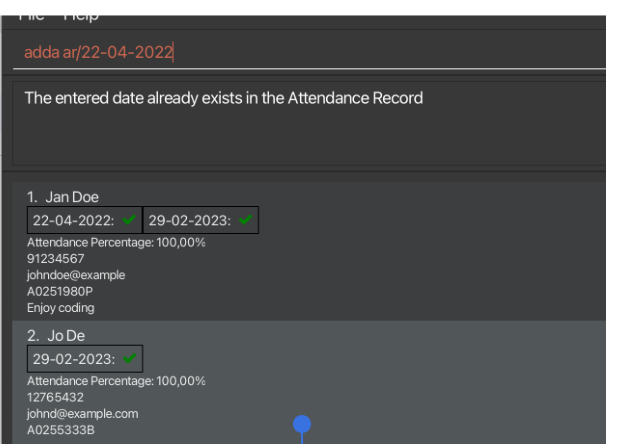 File Help
adda ar/22-04-2022
The entered date already exists in the Attendance Record
1. Jan Doe
22-04-2022: ✔ 29-02-2023: ✔
Attendance Percentage: 100,00%
91234567
johndoe@example
A0251980P
Enjoy coding
2. Jo De
29-02-2023: ✔
Attendance Percentage: 100,00%
12765432
johnd@example.com
A0255333B